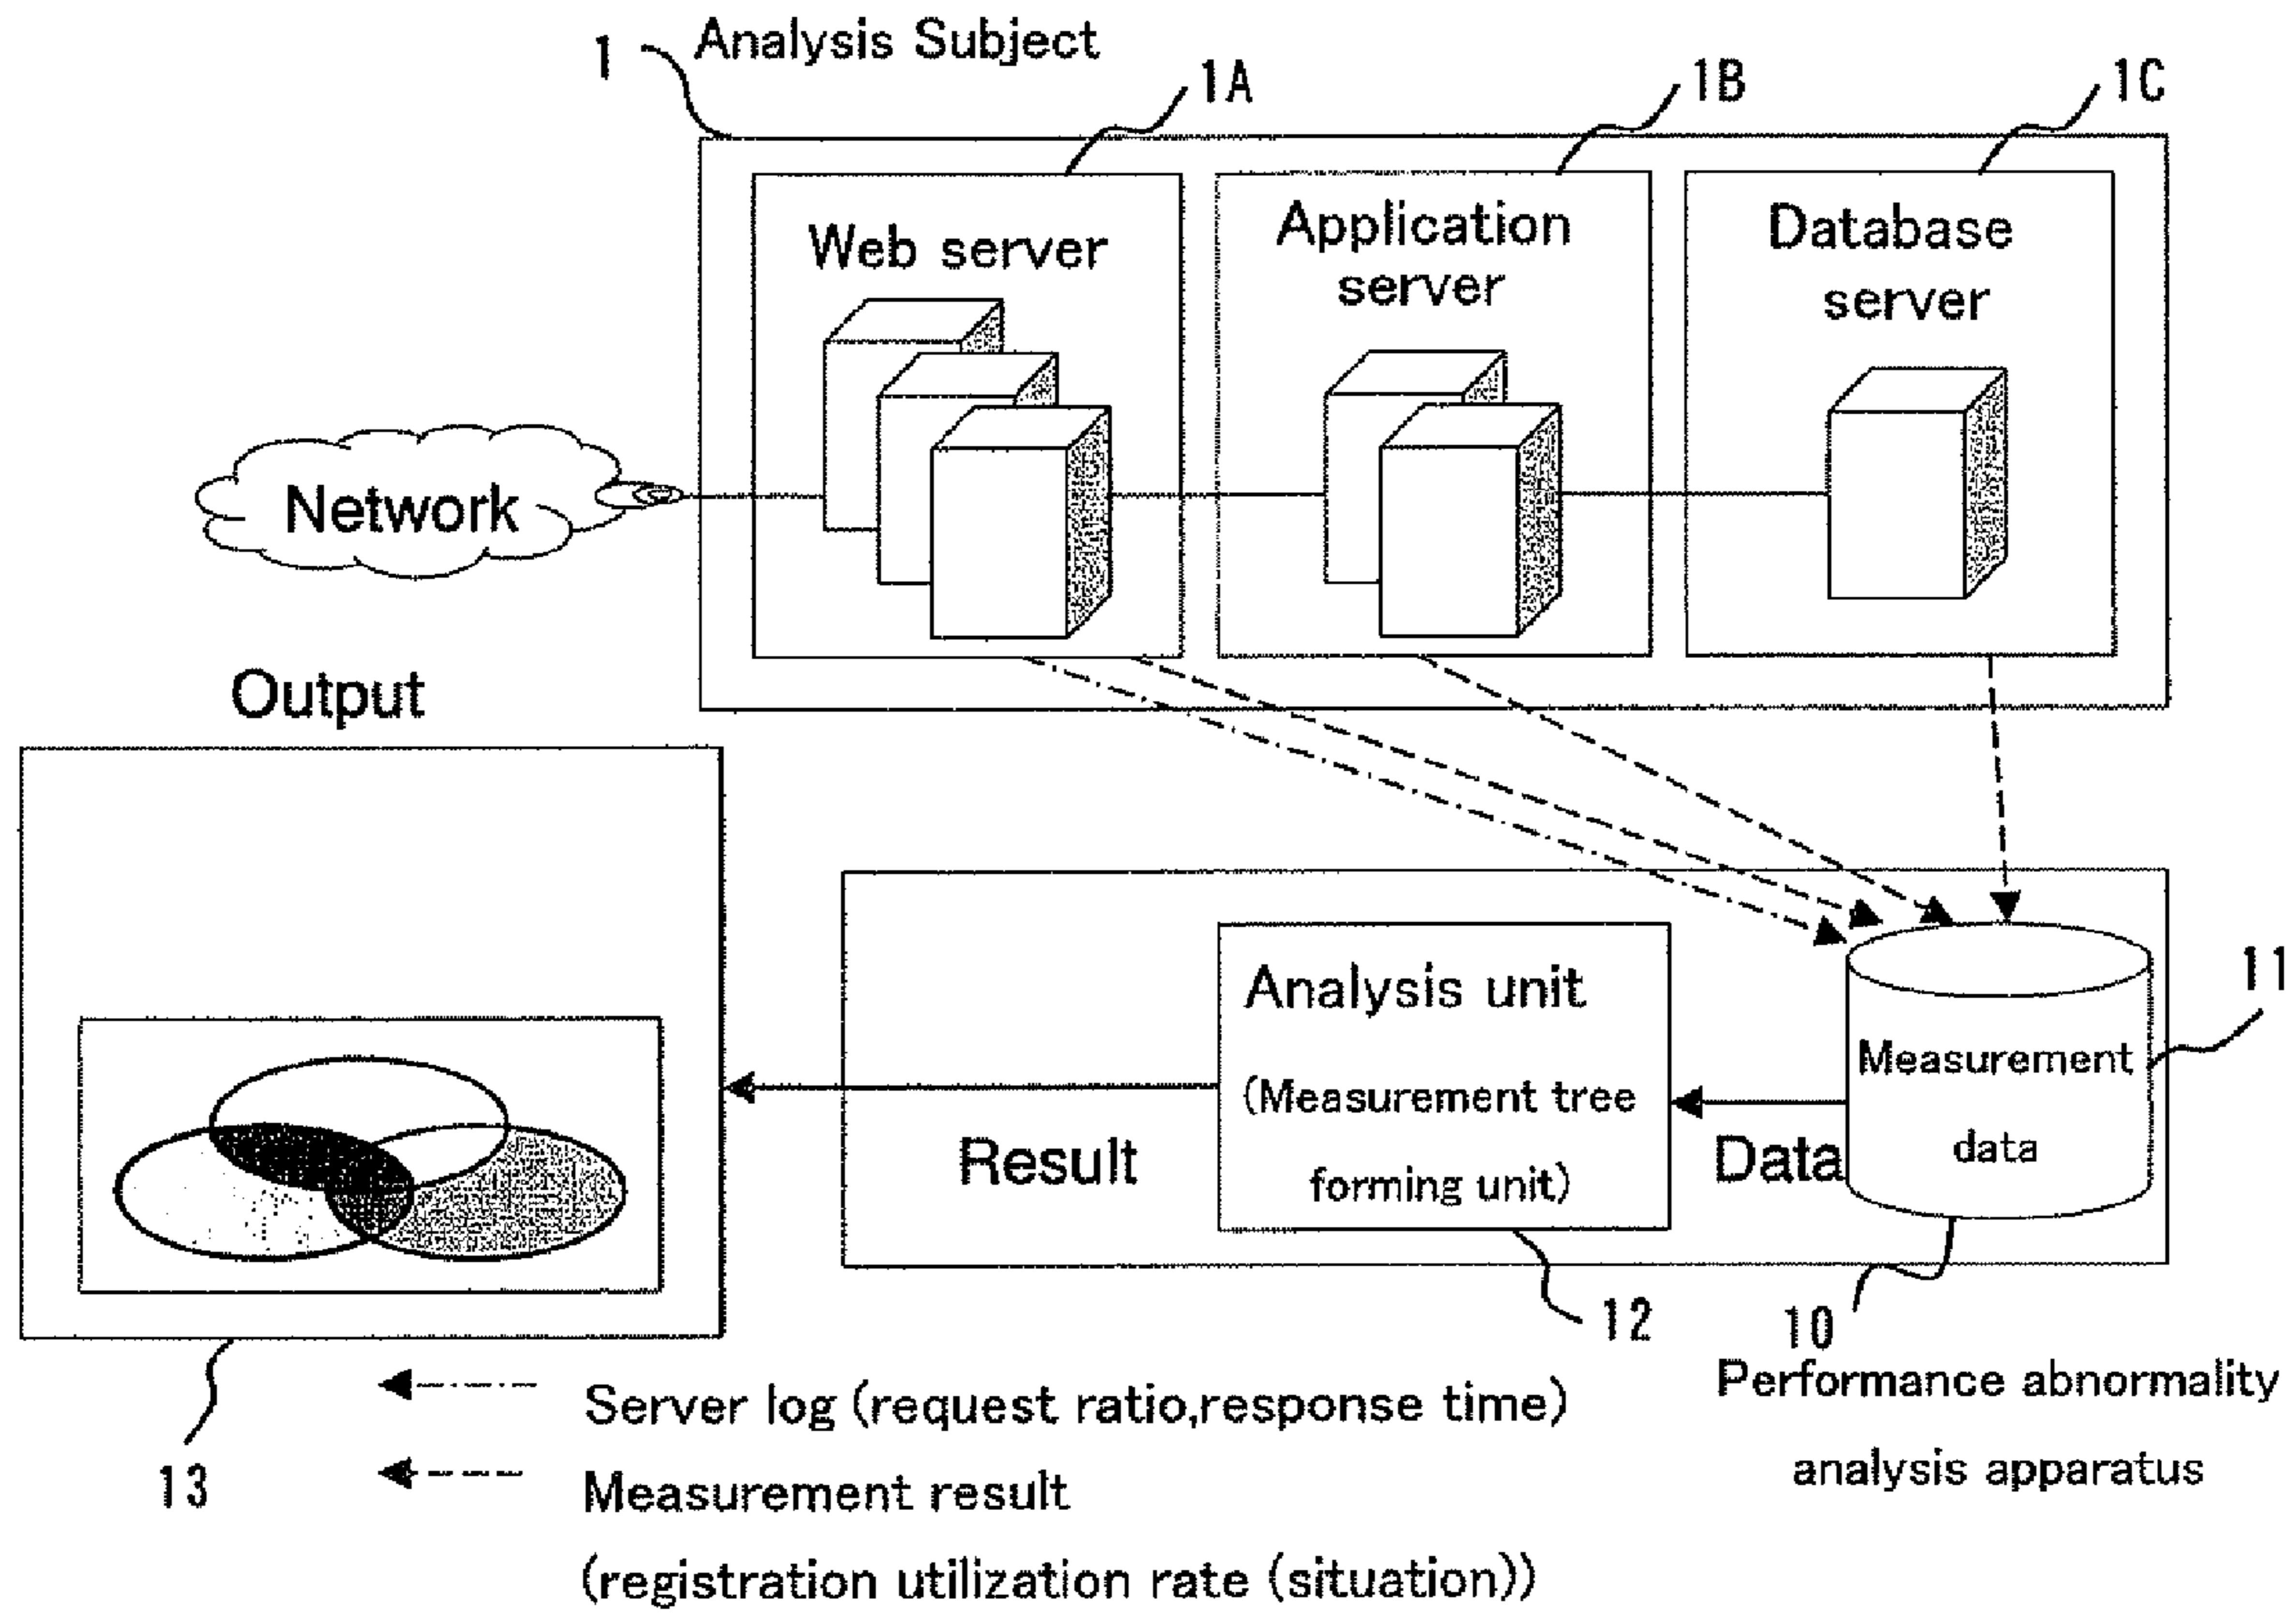 1
Analysis Subject
1A
1B
1C
Web server
Application
server
Database
server
Network
Output
Analysis unit
(Measurement tree
forming unit)
Result
Data
Measurement
data
11
12
10
Performance abnormality
analysis apparatus
13
Server log (request ratio,response time)
Measurement result
(registration utilization rate (situation))